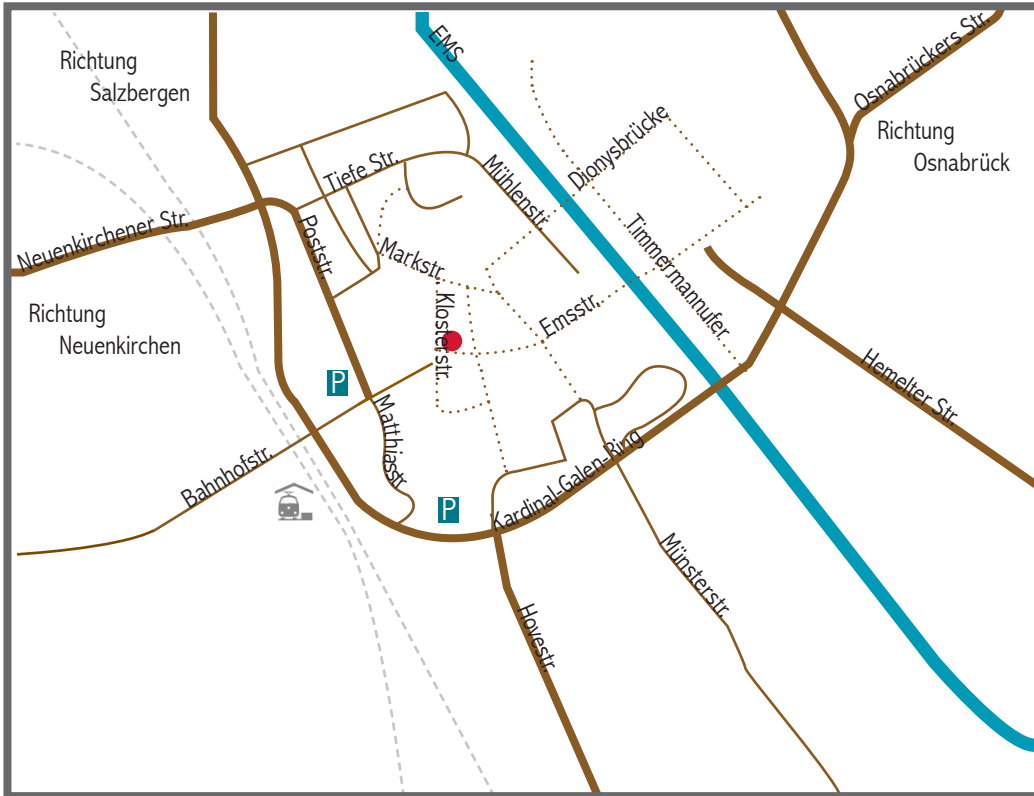 EMS
Osnabrückers Str.
Richtung
Salzbergen
Richtung
Osnabrück
Dionysbrücke
Tiefe Str.
Mühlenstr.
Neuenkirchener Str.
Poststr.
Markstr.
Timmermannufer
Richtung
Neuenkirchen
Klosterstr.
Emsstr.
Hemelter Str.
P
Matthiasstr
Bahnhofstr.
P
Kardinal-Galen-Ring
Münsterstr.
Hovestr.